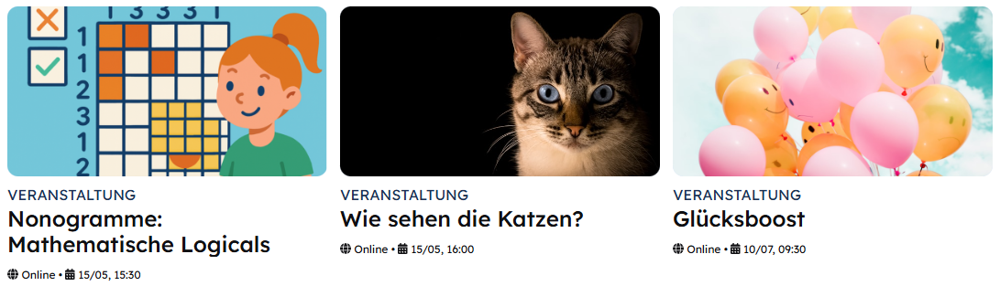 1 3 3 3 1
1
1
2
3
1
2
VERANSTALTUNG
Nonogramme:
Mathematische Logicals
Online • 15/05, 15:30
VERANSTALTUNG
Wie sehen die Katzen?
Online • 15/05, 16:00
VERANSTALTUNG
Glücksboost
Online • 10/07, 09:30